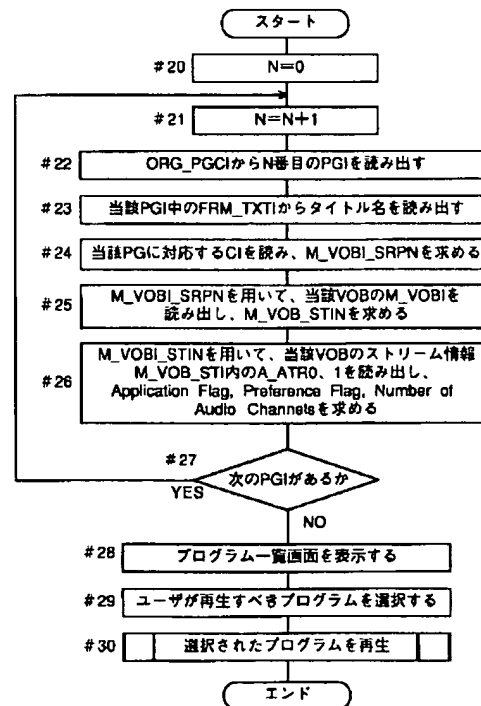 スタート
#20
N=0
#21
N=N+1
#22
ORG_PGCIからN番目のPGIを読み出す
#23
当該PGI中のFRM_TXTIからタイトル名を読み出す
#24
当該PGに対応するCIを読み、M_VOBI_SRPNを求める
#25
M_VOBI_SRPNを用いて、当該VOBのM_VOBIを
読み出し、M_VOB_STINを求める
#26
M_VOBI_STINを用いて、当該VOBのストリーム情報
M_VOB_STI内のA_ATR0、1を読み出し、
Application Flag, Preference Flag, Number of
Audio Channelsを求める
#27
次のPGIがあるか
YES
NO
#28
プログラム一覧画面を表示する
#29
ユーザが再生すべきプログラムを選択する
#30
選択されたプログラムを再生
エンド